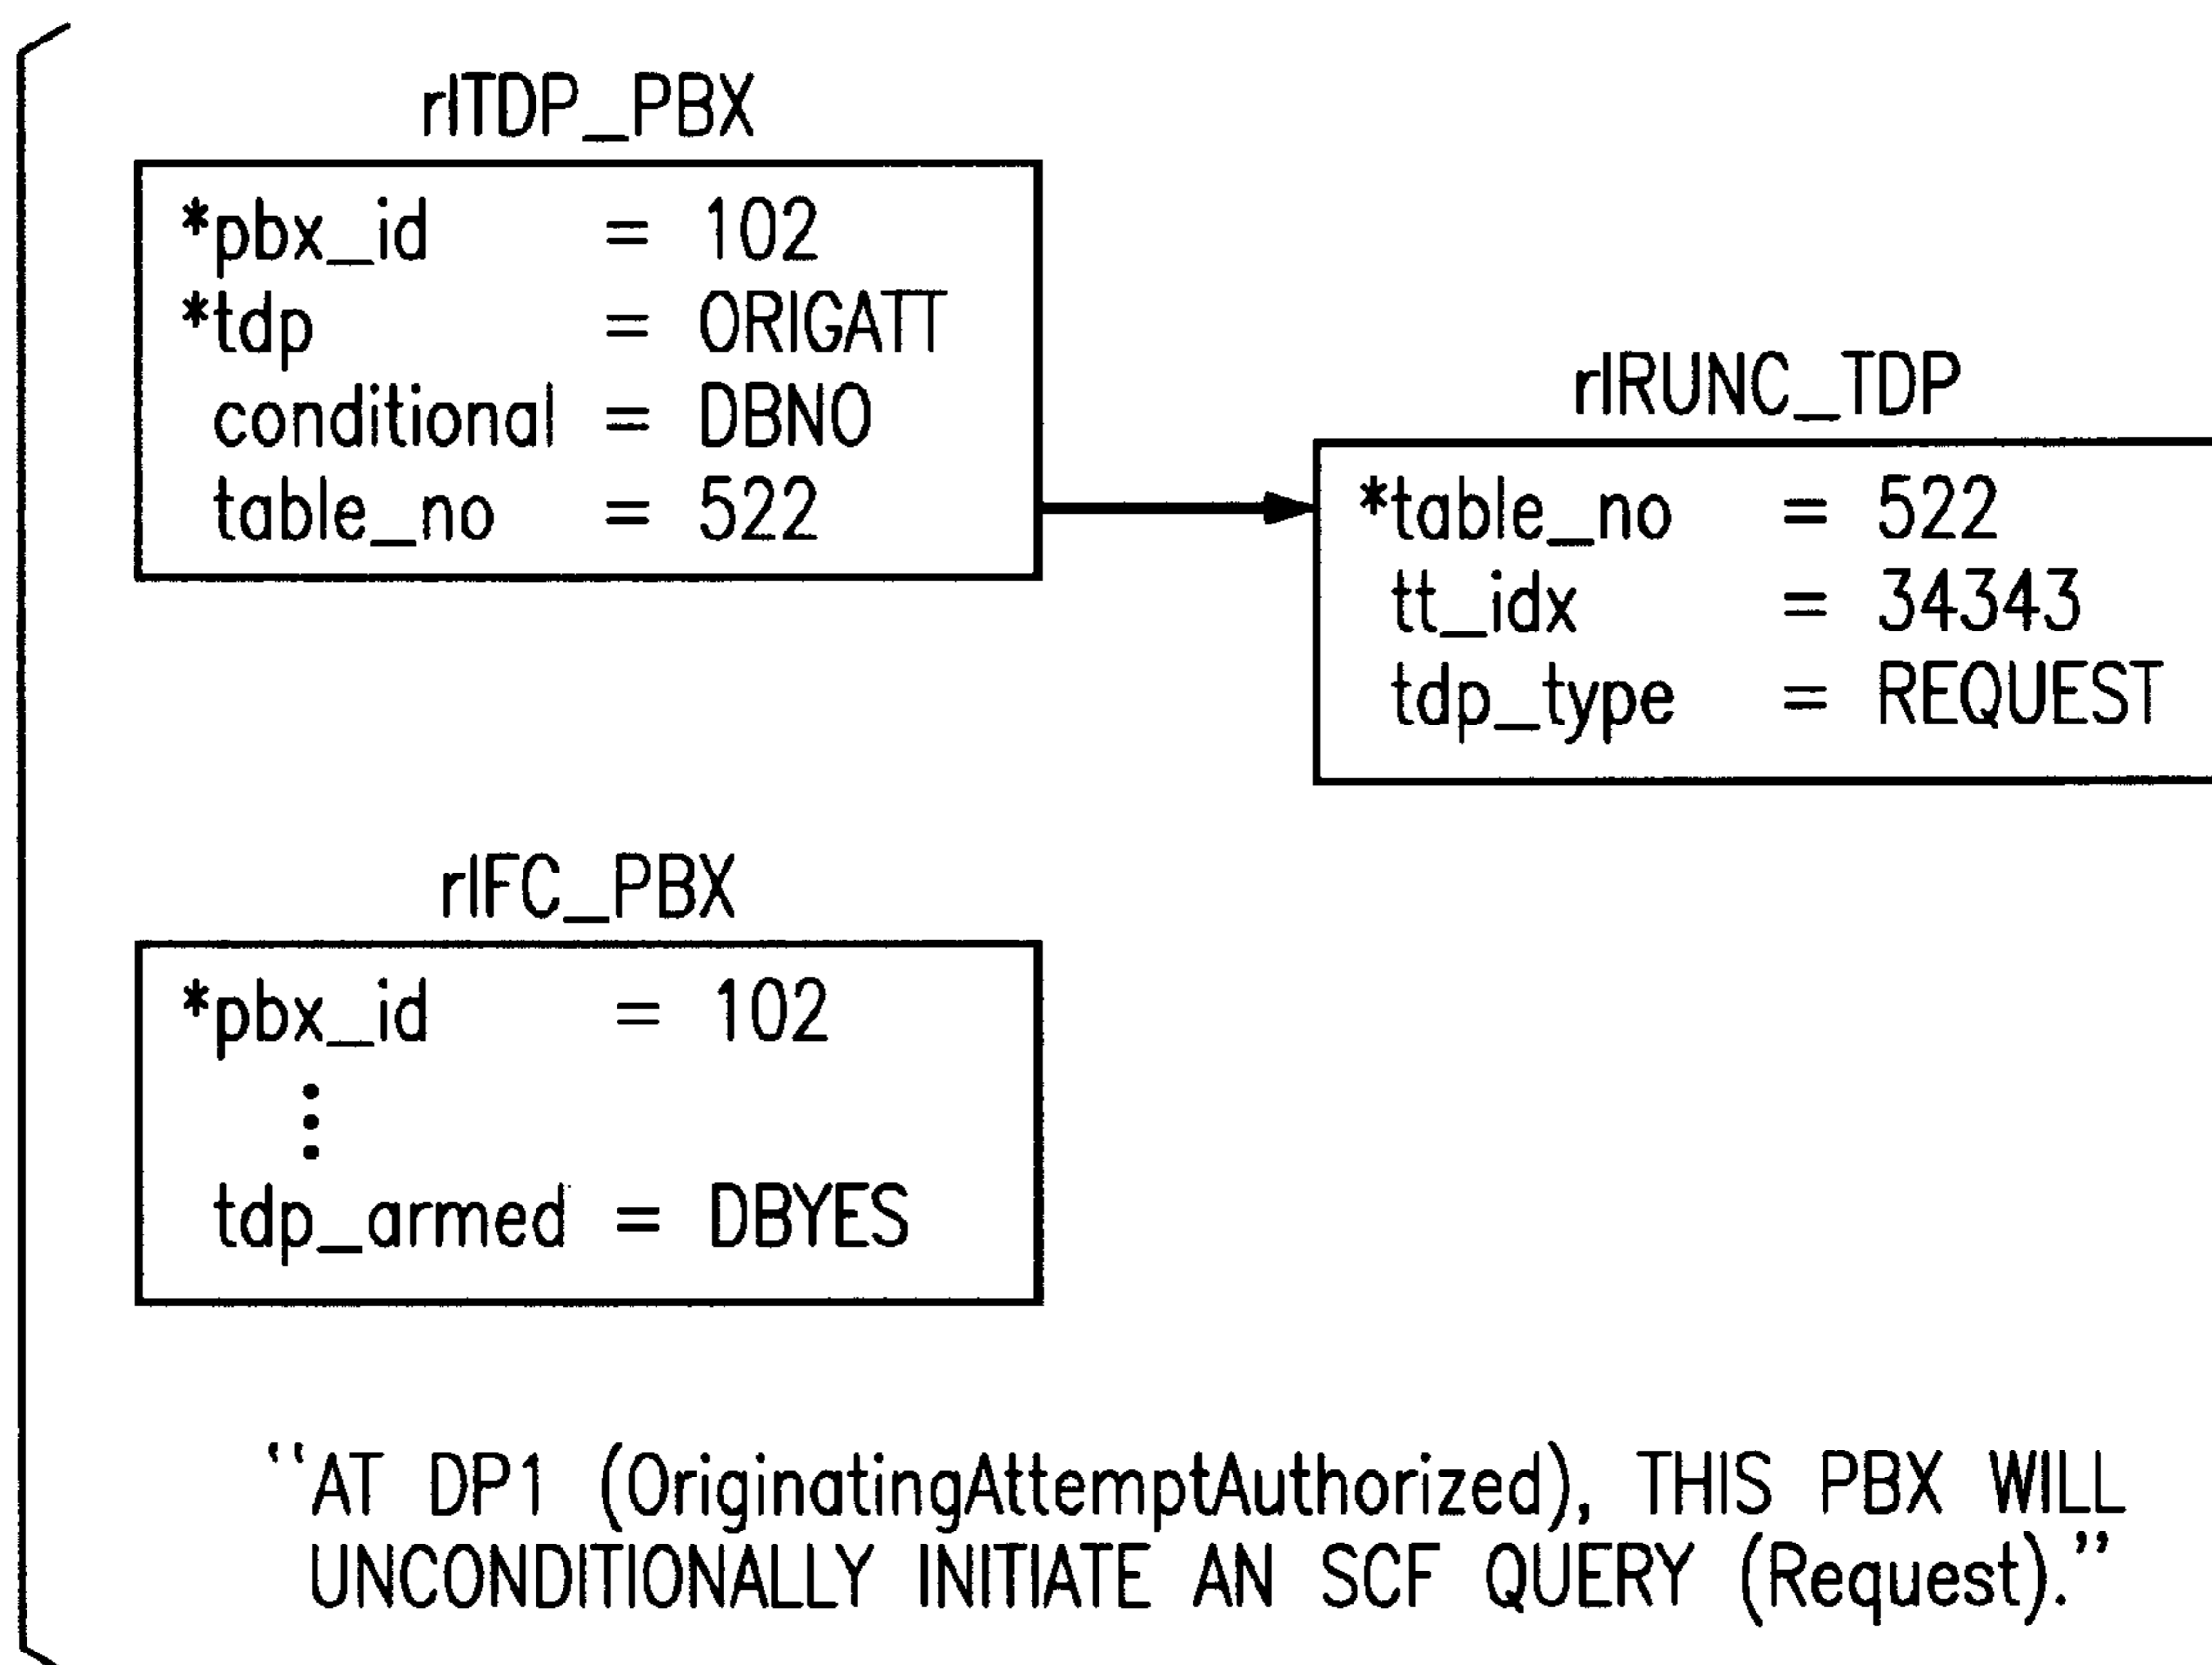 rlTDP_PBX
*pbx_id = 102
*tdp = ORIGATT
conditional = DBNO
table_no = 522
rlRUNC_TDP
*table_no = 522
tt_idx = 34343
tdp_type = REQUEST
rlFC_PBX
*pbx_id = 102
⋮
tdp_armed = DBYES
“AT DP1 (OriginatingAttemptAuthorized), THIS PBX WILL
UNCONDITIONALLY INITIATE AN SCF QUERY (Request).”